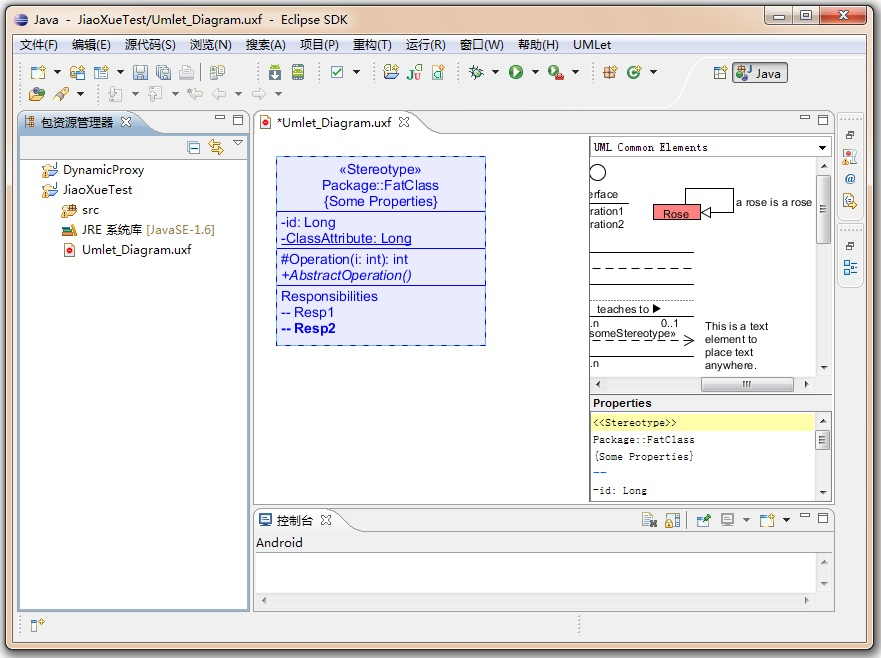 Java - JiaoXueTest/Umlet_Diagram.uxf - Eclipse SDK
文件(F) 编辑(E) 源代码(S) 浏览(N) 搜索(A) 项目(P) 重构(T) 运行(R) 窗口(W) 帮助(H) UMLet
Java
包资源管理器
DynamicProxy
JiaoXueTest
src
JRE 系统库 [JavaSE-1.6]
Umlet_Diagram.uxf
*Umlet_Diagram.uxf
«Stereotype»
Package::FatClass
{Some Properties}
-id: Long
-ClassAttribute: Long
#Operation(i: int): int
+AbstractOperation()
Responsibilities
-- Resp1
-- Resp2
UML Common Elements
erface
ration1
ration2
Rose
a rose is a rose
teaches to
..n 0..1
someStereotype»
..n
This is a text
element to
place text
anywhere.
Properties
<<Stereotype>>
Package::FatClass
{Some Properties}
--
-id: Long
控制台
Android